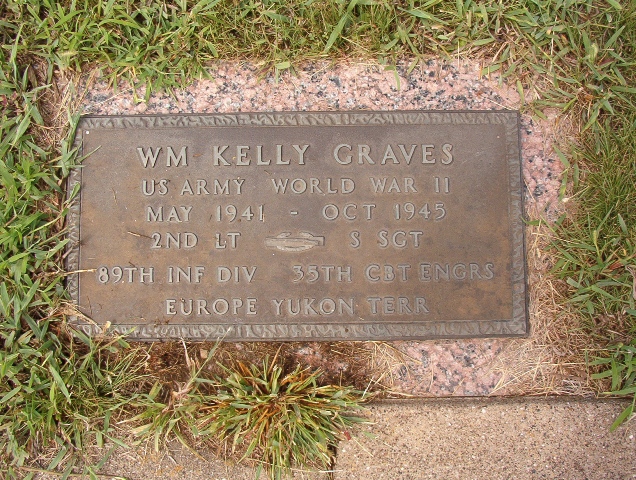 WM KELLY GRAVES
US ARMY WORLD WAR II
MAY 1941 - OCT 1945
2ND LT S SGT
89TH INF DIV 35TH CBT ENGRS
EUROPE YUKON TERR